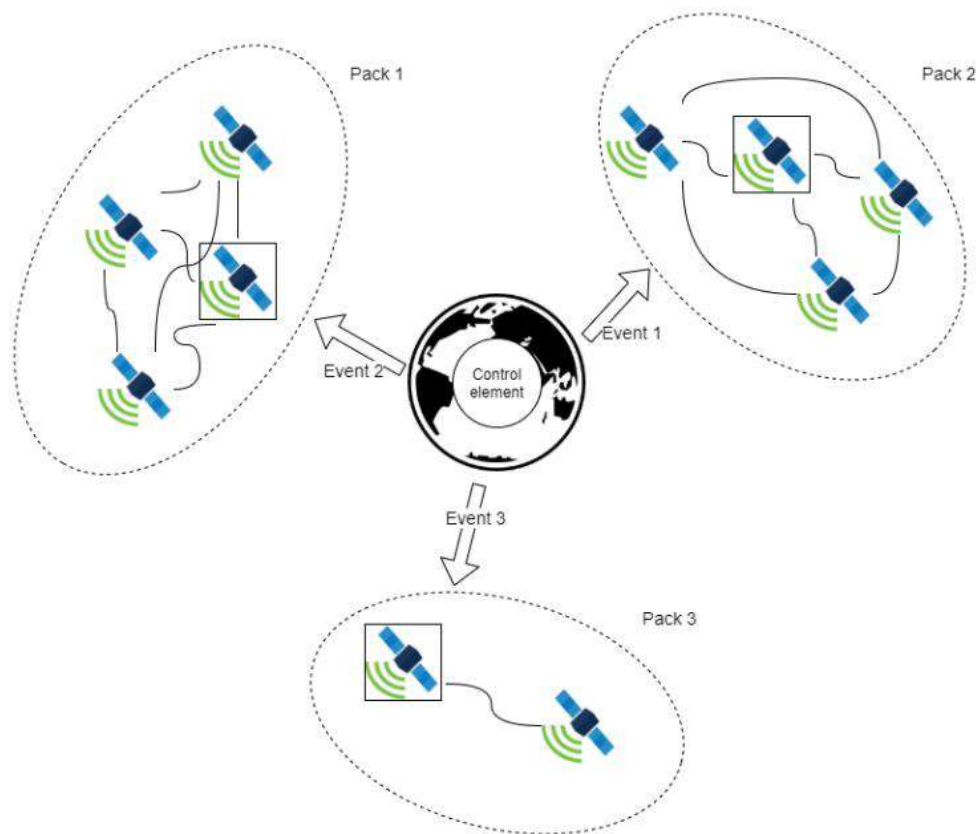 Pack 1
Pack 2
Event 1
Event 2
Control
element
Event 3
Pack 3